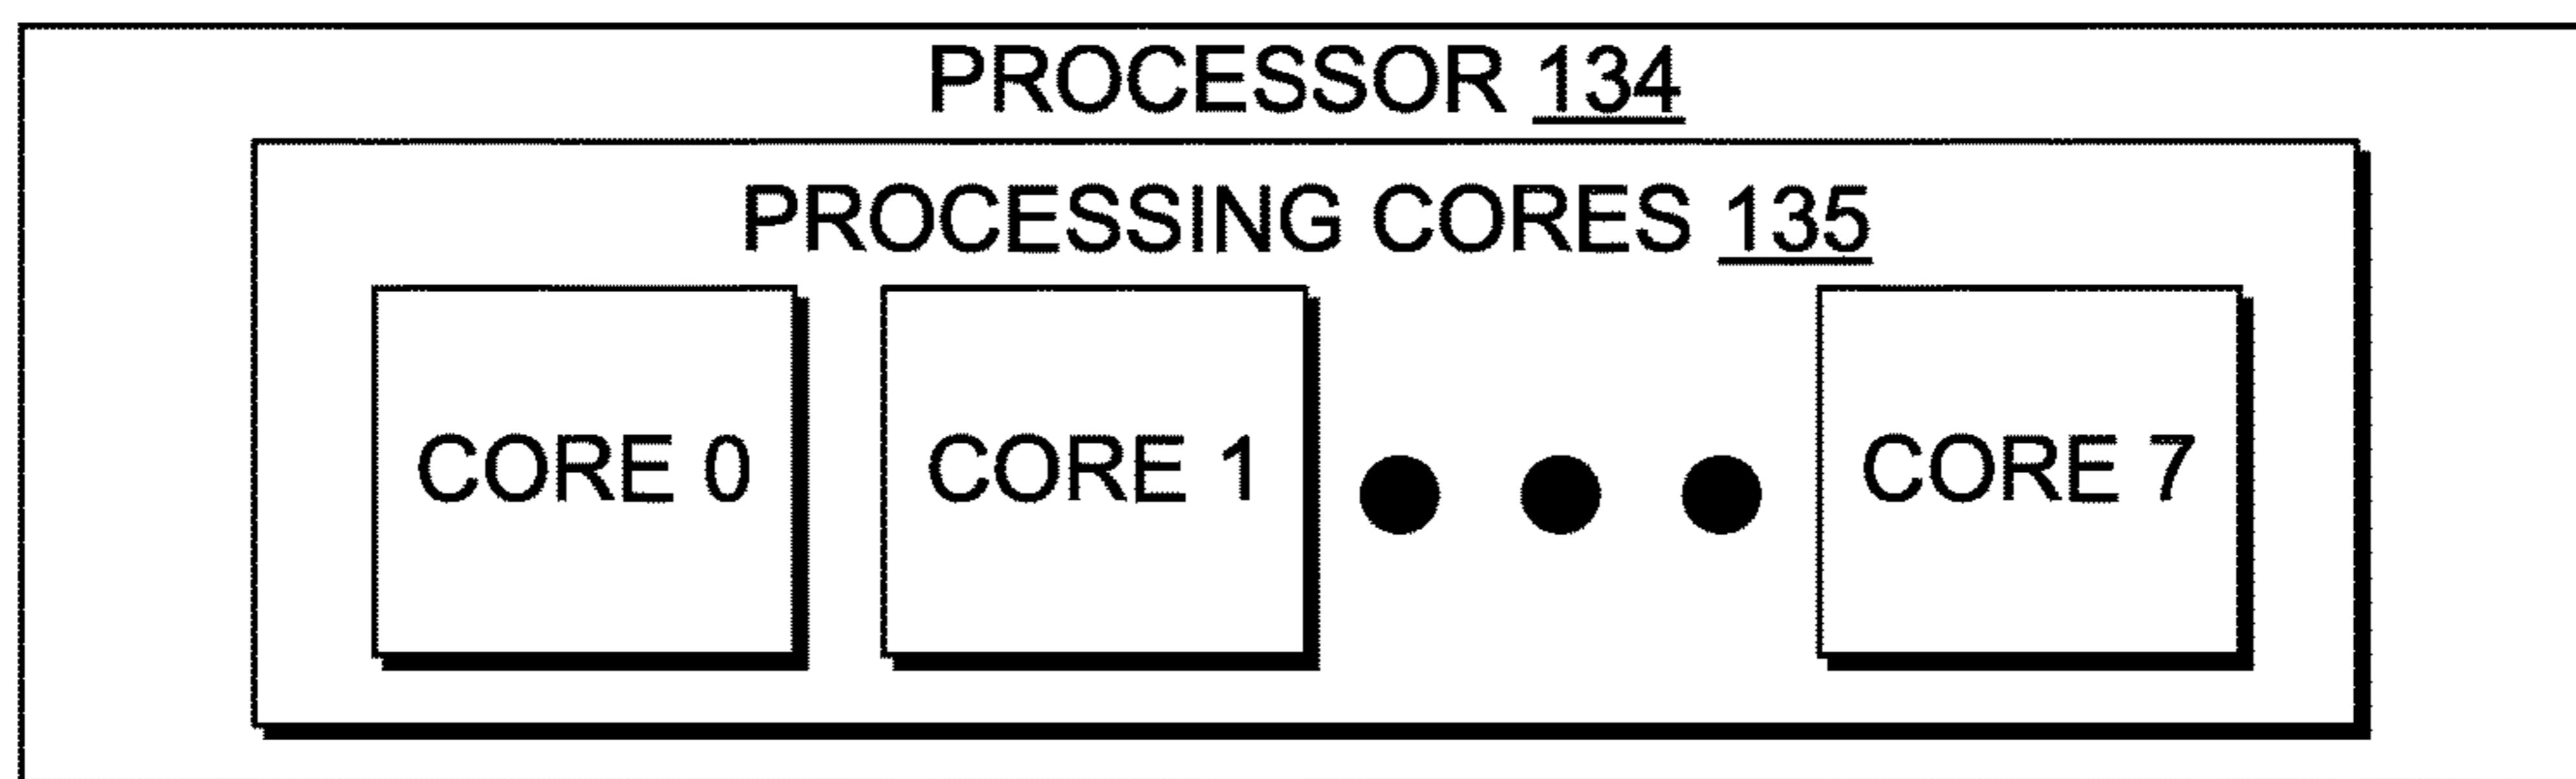 PROCESSOR 134
PROCESSING CORES 135
CORE 0 CORE 1 CORE 7